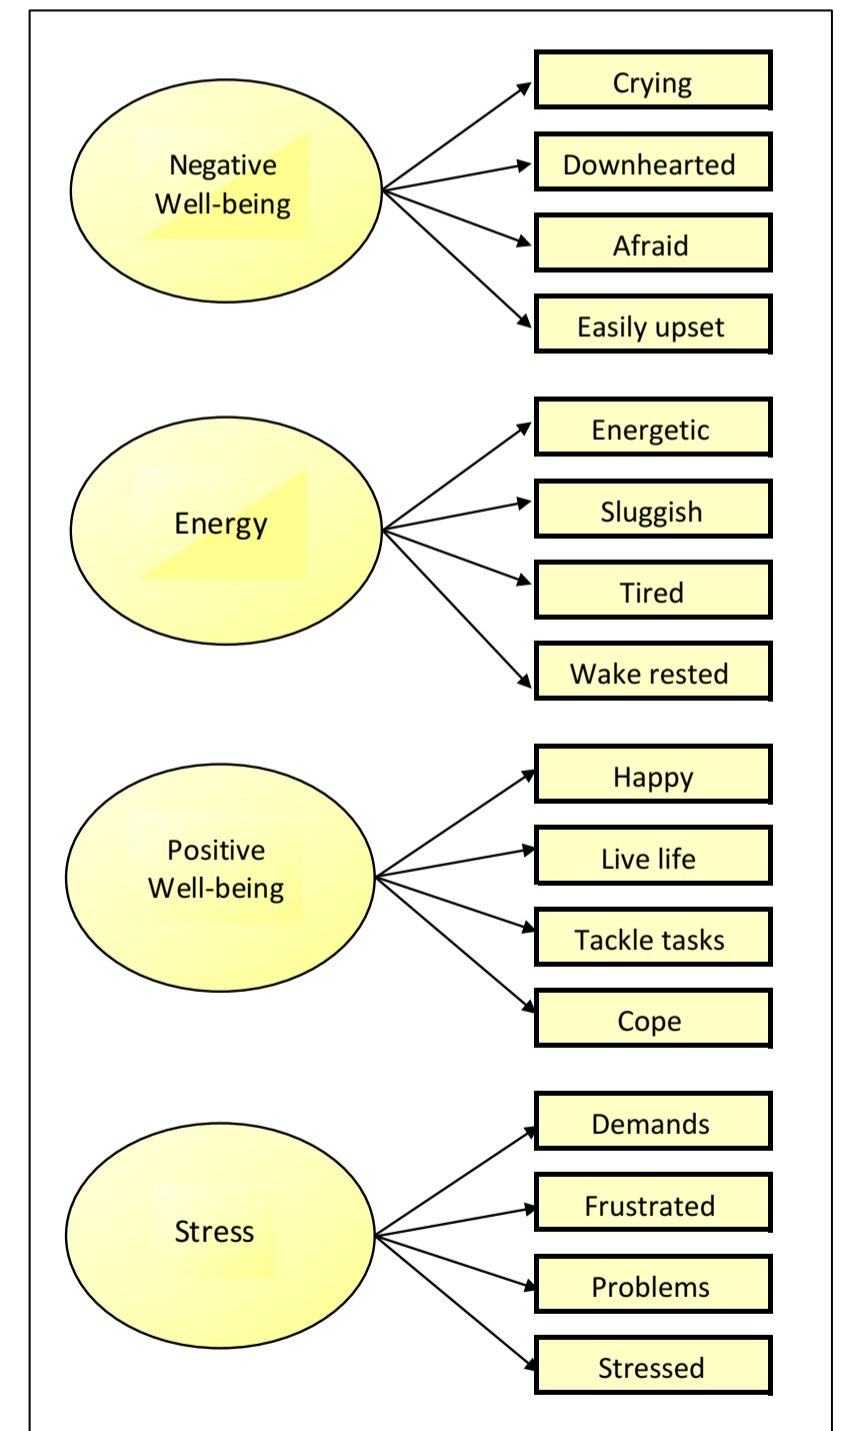 Negative
Well-being
Crying
Downhearted
Afraid
Easily upset
Energy
Energetic
Sluggish
Tired
Wake rested
Positive
Well-being
Happy
Live life
Tackle tasks
Cope
Stress
Demands
Frustrated
Problems
Stressed